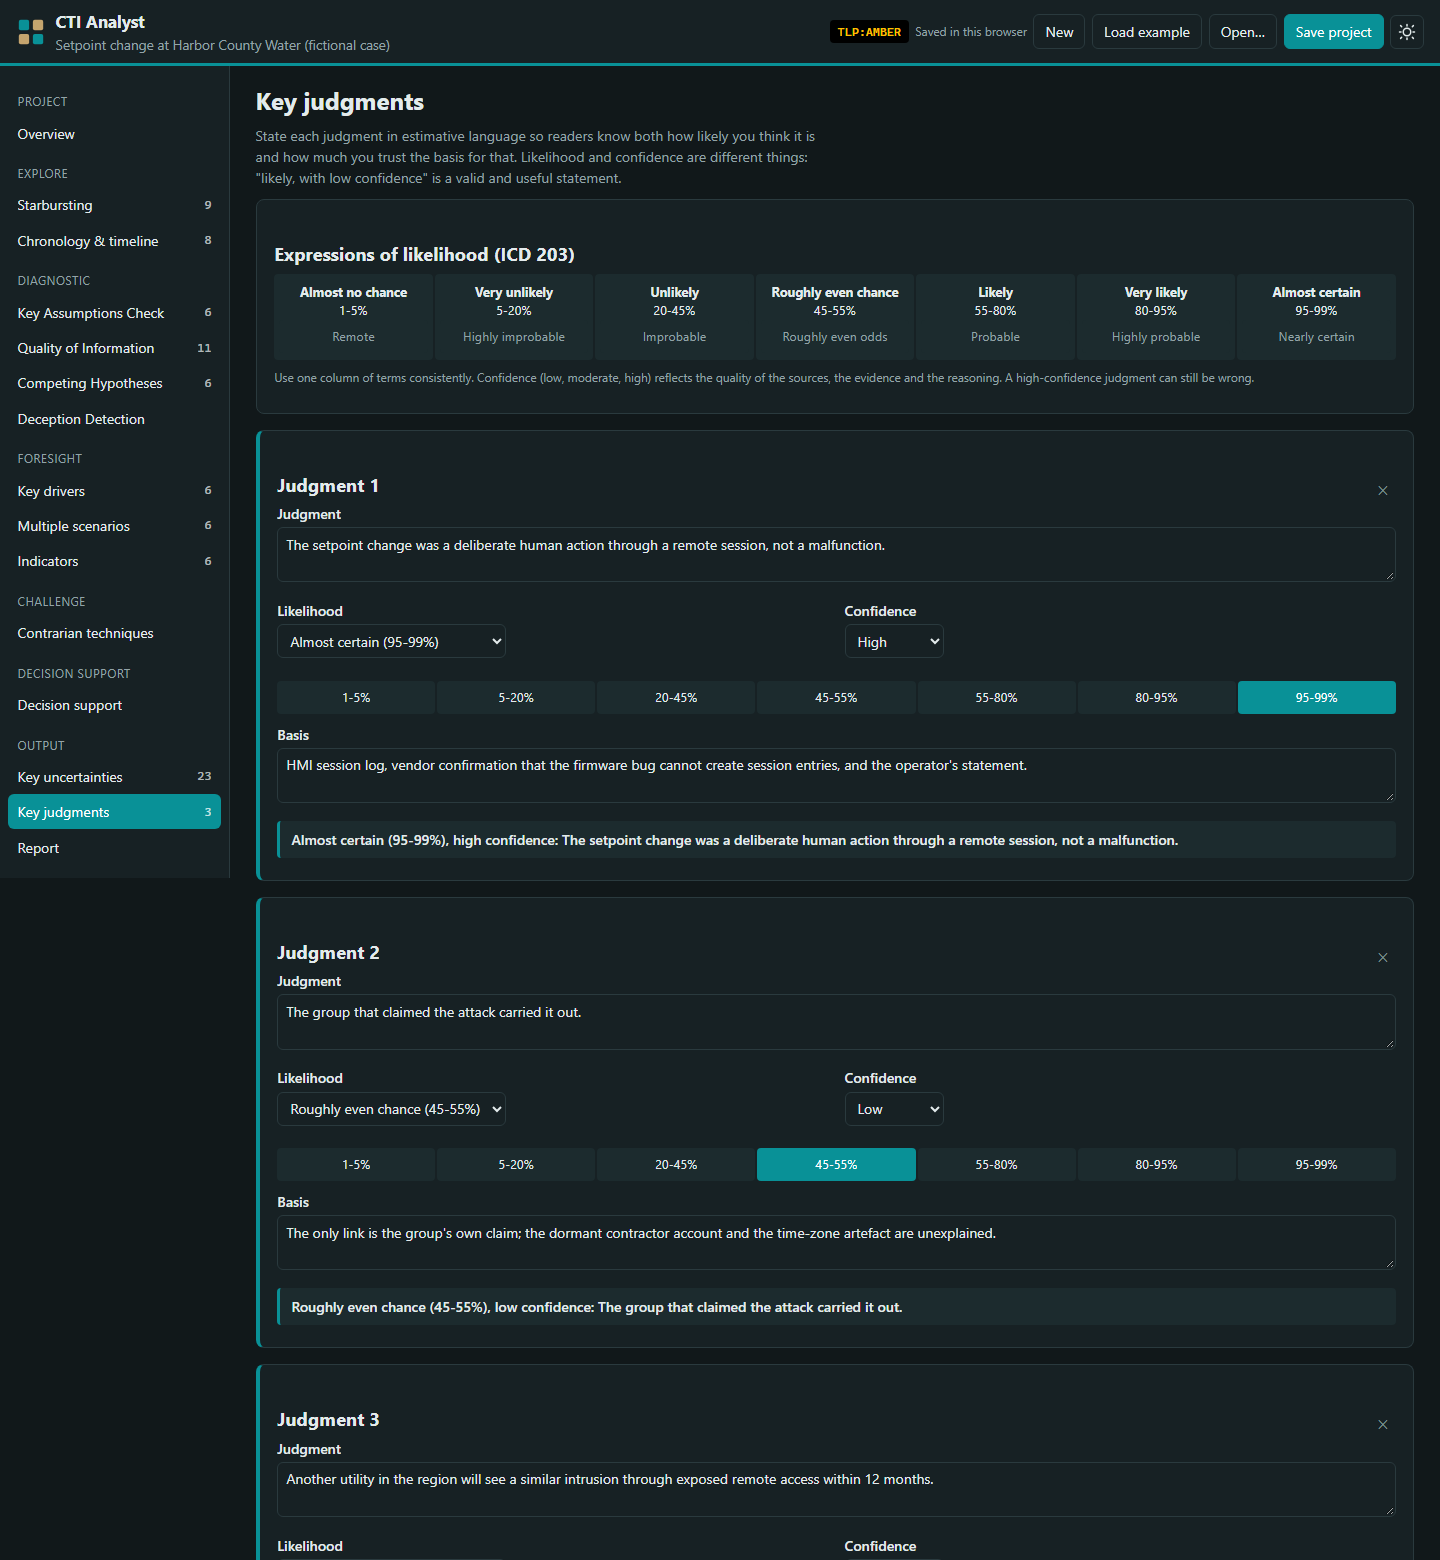 CTI Analyst
Setpoint change at Harbor County Water (fictional case)
TLP:AMBER
Saved in this browser
New
Load example
Open...
Save project
PROJECT
Overview
EXPLORE
Starbursting 9
Chronology & timeline 8
DIAGNOSTIC
Key Assumptions Check 6
Quality of Information 11
Competing Hypotheses 6
Deception Detection
FORESIGHT
Key drivers 6
Multiple scenarios 6
Indicators 6
CHALLENGE
Contrarian techniques
DECISION SUPPORT
Decision support
OUTPUT
Key uncertainties 23
Key judgments 3
Report
Key judgments
State each judgment in estimative language so readers know both how likely you think it is
and how much you trust the basis for that. Likelihood and confidence are different things:
"likely, with low confidence" is a valid and useful statement.
Expressions of likelihood (ICD 203)
Almost no chance Very unlikely Unlikely Roughly even chance Likely Very likely Almost certain
1-5% 5-20% 20-45% 45-55% 55-80% 80-95% 95-99%
Remote Highly improbable Improbable Roughly even odds Probable Highly probable Nearly certain
Use one column of terms consistently. Confidence (low, moderate, high) reflects the quality of the sources, the evidence and the reasoning. A high-confidence judgment can still be wrong.
Judgment 1
×
Judgment
The setpoint change was a deliberate human action through a remote session, not a malfunction.
Likelihood Confidence
Almost certain (95-99%) High
1-5% 5-20% 20-45% 45-55% 55-80% 80-95% 95-99%
Basis
HMI session log, vendor confirmation that the firmware bug cannot create session entries, and the operator's statement.
Almost certain (95-99%), high confidence: The setpoint change was a deliberate human action through a remote session, not a malfunction.
Judgment 2
×
Judgment
The group that claimed the attack carried it out.
Likelihood Confidence
Roughly even chance (45-55%) Low
1-5% 5-20% 20-45% 45-55% 55-80% 80-95% 95-99%
Basis
The only link is the group's own claim; the dormant contractor account and the time-zone artefact are unexplained.
Roughly even chance (45-55%), low confidence: The group that claimed the attack carried it out.
Judgment 3
×
Judgment
Another utility in the region will see a similar intrusion through exposed remote access within 12 months.
Likelihood Confidence